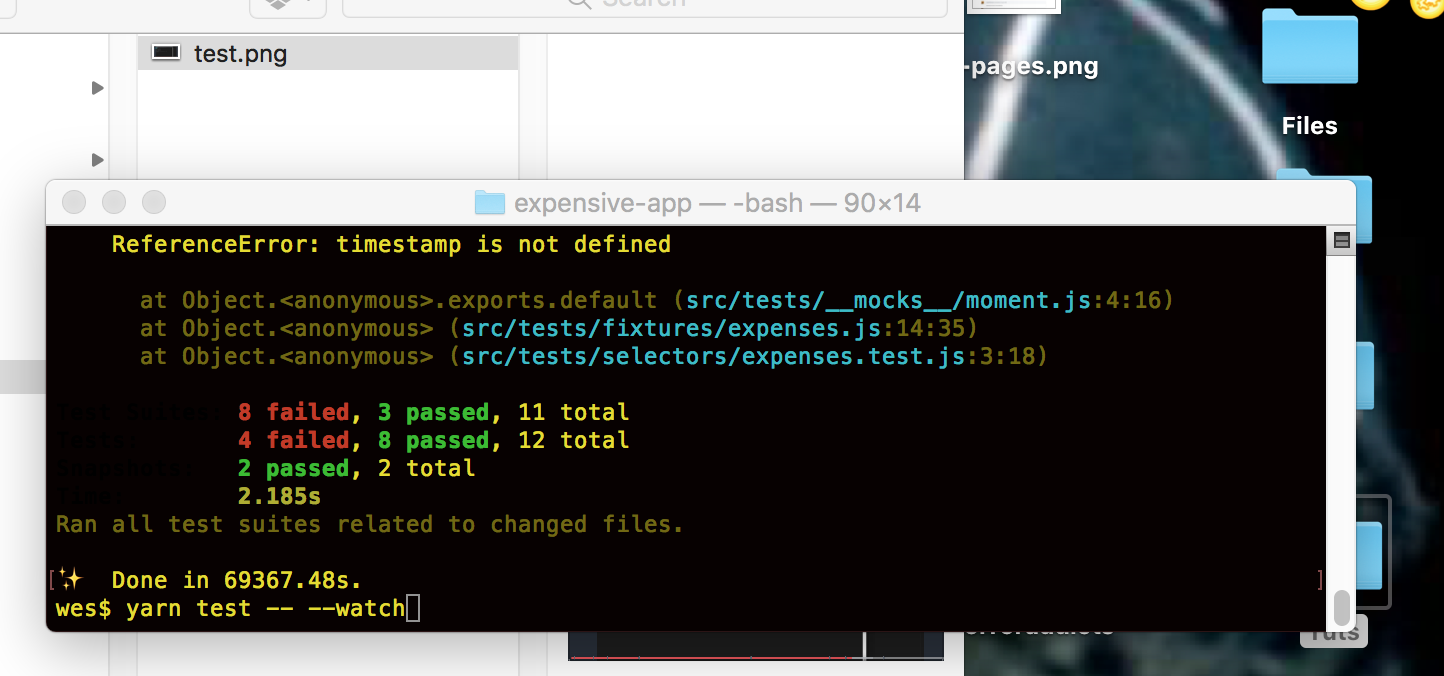 Search
test.png
-pages.png
Files
expensive-app — -bash — 90×14
ReferenceError: timestamp is not defined
at Object.<anonymous>.exports.default (src/tests/__mocks__/moment.js:4:16)
at Object.<anonymous> (src/tests/fixtures/expenses.js:14:35)
at Object.<anonymous> (src/tests/selectors/expenses.test.js:3:18)
Test Suites: 8 failed, 3 passed, 11 total
Tests: 4 failed, 8 passed, 12 total
Snapshots: 2 passed, 2 total
Time: 2.185s
Ran all test suites related to changed files.
[✨ Done in 69367.48s. ]
wes$ yarn test -- --watch
Tuts